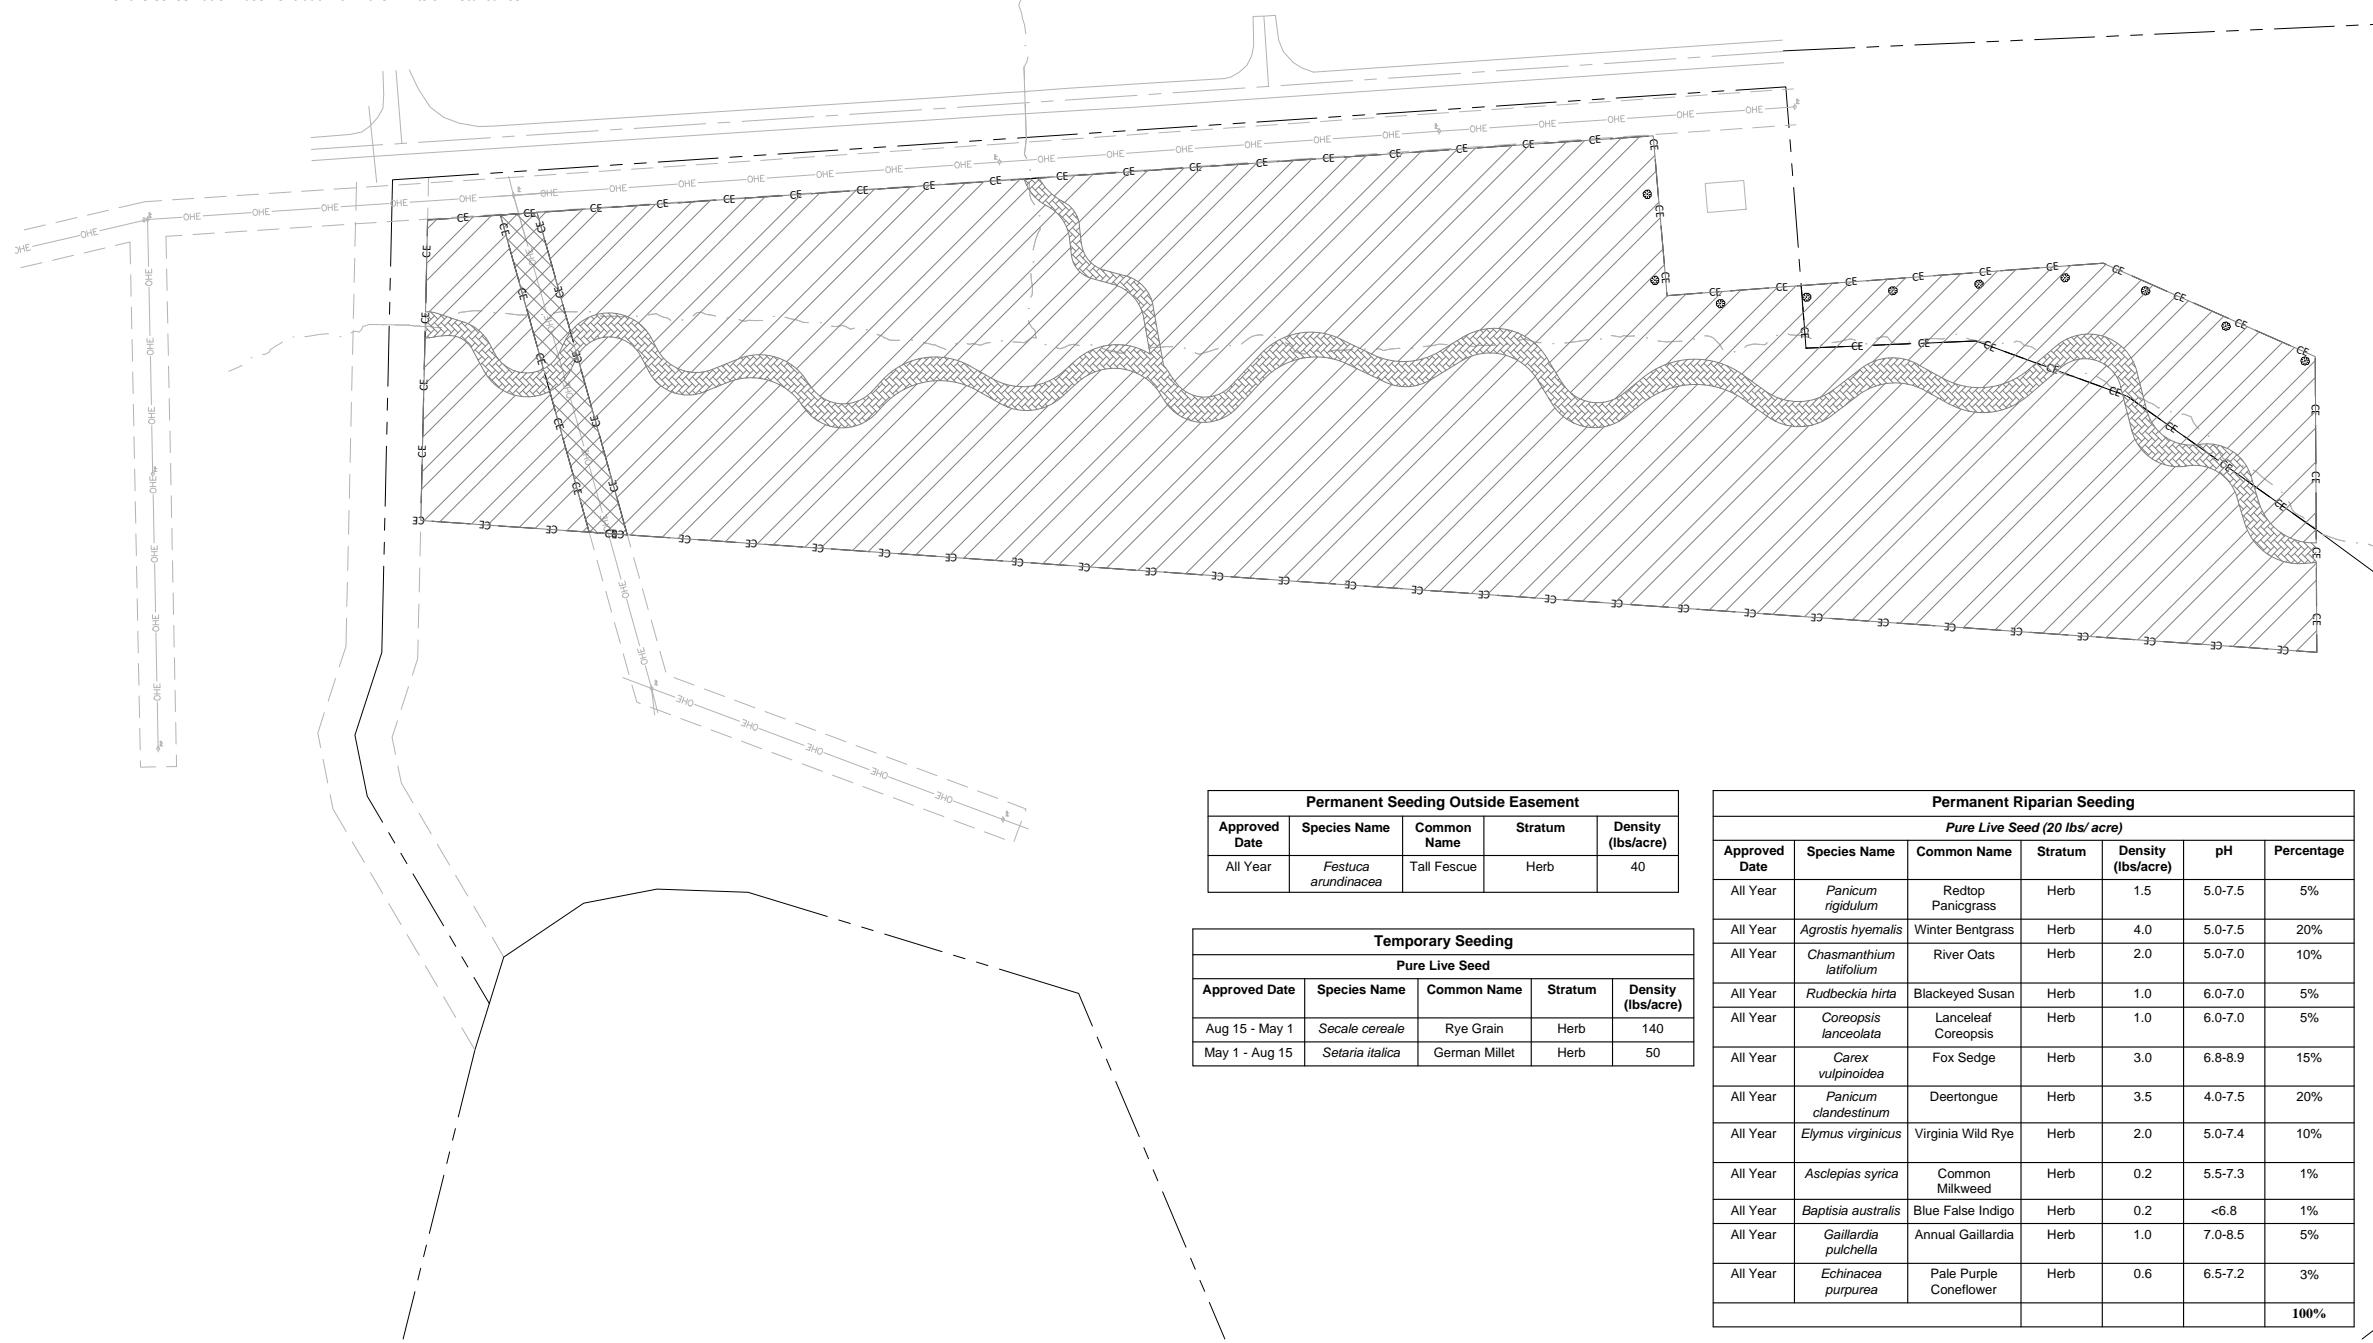 Permanent Seeding Outside Easement
Approved Date Species Name Common Name Stratum Density (lbs/acre)
All Year Festuca arundinacea Tall Fescue Herb 40
Temporary Seeding
Pure Live Seed
Approved Date Species Name Common Name Stratum Density (lbs/acre)
Aug 15 - May 1 Secale cereale Rye Grain Herb 140
May 1 - Aug 15 Setaria italica German Millet Herb 50
Permanent Riparian Seeding
Pure Live Seed (20 lbs/ acre)
Approved Date Species Name Common Name Stratum Density (lbs/acre) pH Percentage
All Year Panicum rigidulum Redtop Panicgrass Herb 1.5 5.0-7.5 5%
All Year Agrostis hyemalis Winter Bentgrass Herb 4.0 5.0-7.5 20%
All Year Chasmanthium latifolium River Oats Herb 2.0 5.0-7.0 10%
All Year Rudbeckia hirta Blackeyed Susan Herb 1.0 6.0-7.0 5%
All Year Coreopsis lanceolata Lanceleaf Coreopsis Herb 1.0 6.0-7.0 5%
All Year Carex vulpinoidea Fox Sedge Herb 3.0 6.8-8.9 15%
All Year Panicum clandestinum Deertongue Herb 3.5 4.0-7.5 20%
All Year Elymus virginicus Virginia Wild Rye Herb 2.0 5.0-7.4 10%
All Year Asclepias syrica Common Milkweed Herb 0.2 5.5-7.3 1%
All Year Baptisia australis Blue False Indigo Herb 0.2 <6.8 1%
All Year Gaillardia pulchella Annual Gaillardia Herb 1.0 7.0-8.5 5%
All Year Echinacea purpurea Pale Purple Coneflower Herb 0.6 6.5-7.2 3%
100%
OHE
CE